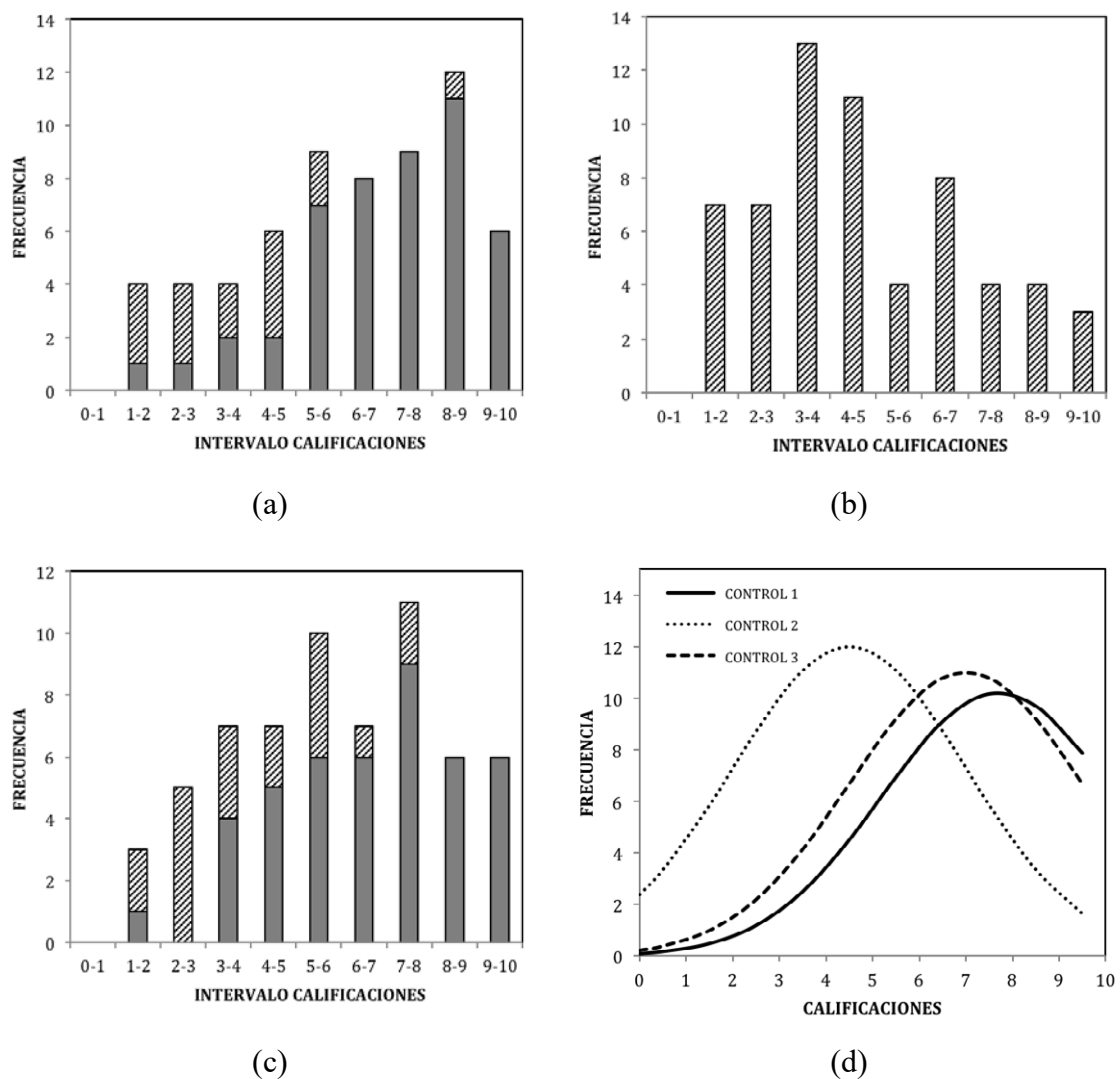 14
12
10
8
6
4
2
0
FRECUENCIA
0-1 1-2 2-3 3-4 4-5 5-6 6-7 7-8 8-9 9-10
INTERVALO CALIFICACIONES
(a)
14
12
10
8
6
4
2
0
FRECUENCIA
0-1 1-2 2-3 3-4 4-5 5-6 6-7 7-8 8-9 9-10
INTERVALO CALIFICACIONES
(b)
12
10
8
6
4
2
0
FRECUENCIA
0-1 1-2 2-3 3-4 4-5 5-6 6-7 7-8 8-9 9-10
INTERVALO CALIFICACIONES
(c)
14
12
10
8
6
4
2
0
FRECUENCIA
CONTROL 1
CONTROL 2
CONTROL 3
0 1 2 3 4 5 6 7 8 9 10
CALIFICACIONES
(d)